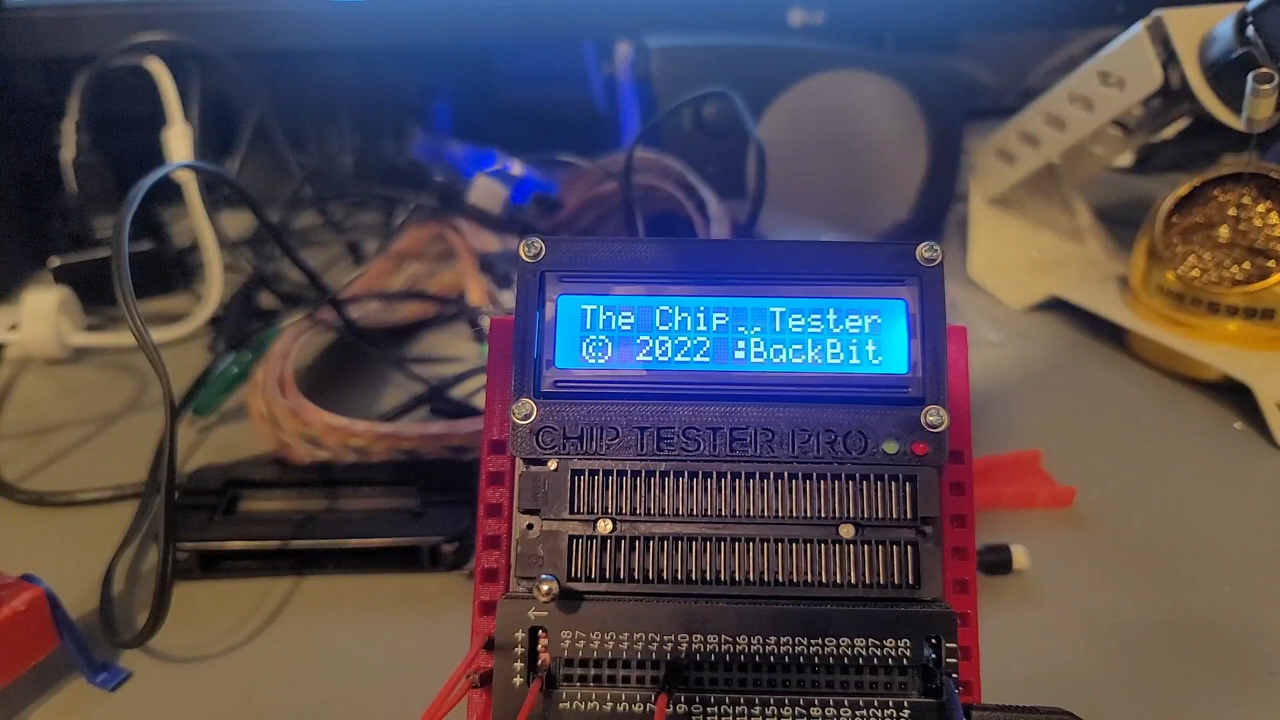 The Chip Tester
© 2022 :BackBit
CHIP TESTER PRO
48 47 46 45 44 43 42 41 40 39 38 37 36 35 34 33 32 31 30 29 28 27 26 25